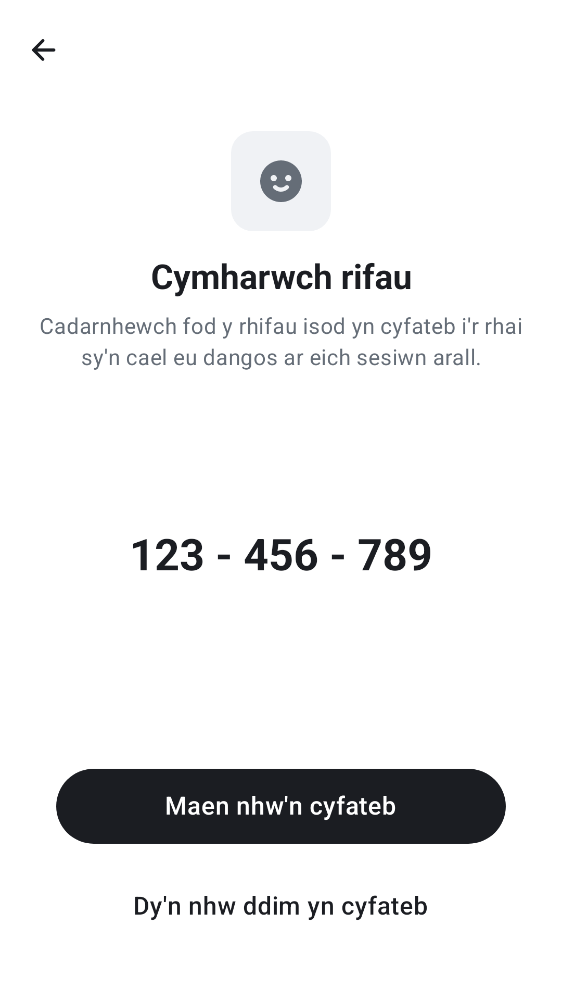 Cymharwch rifau
Cadarnhewch fod y rhifau isod yn cyfateb i'r rhai
sy'n cael eu dangos ar eich sesiwn arall.
123 - 456 - 789
Maen nhw'n cyfateb
Dy'n nhw ddim yn cyfateb